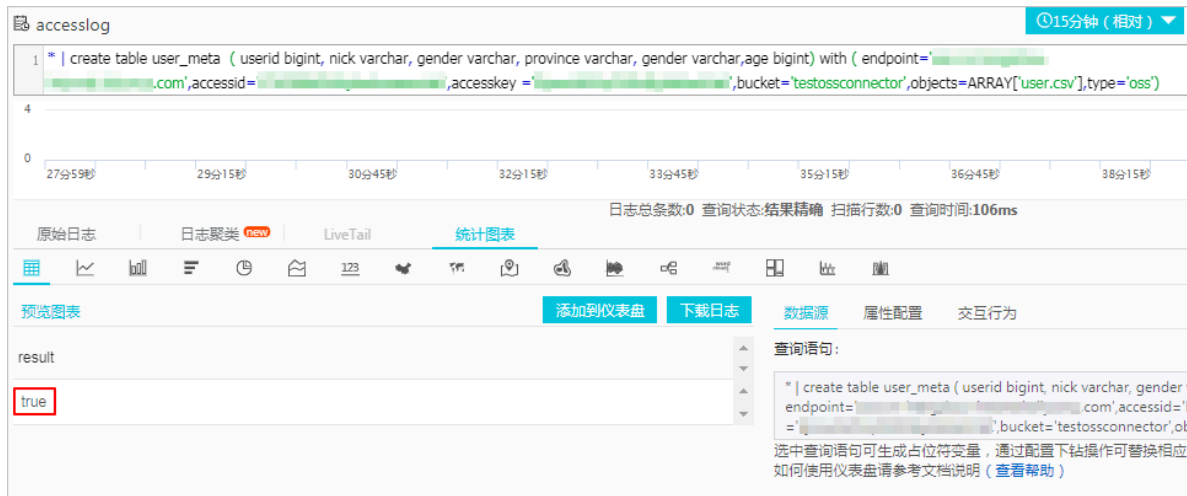 accesslog
15分钟（相对）
1 * | create table user_meta ( userid bigint, nick varchar, gender varchar, province varchar, gender varchar,age bigint) with ( endpoint='
.com',accessid=' ',accesskey =' ',bucket='testossconnector',objects=ARRAY['user.csv'],type='oss')
4
0
27分59秒 29分15秒 30分45秒 32分15秒 33分45秒 35分15秒 36分45秒 38分15秒
日志总条数:0 查询状态:结果精确 扫描行数:0 查询时间:106ms
原始日志 日志聚类 new LiveTail 统计图表
123
预览图表 添加到仪表盘 下载日志 数据源 属性配置 交互行为
result
查询语句：
true
* | create table user_meta ( userid bigint, nick varchar, gender
endpoint=' .com',accessid='
=' ',bucket='testossconnector',ob
选中查询语句可生成占位符变量，通过配置下钻操作可替换相应
如何使用仪表盘请参考文档说明（查看帮助）